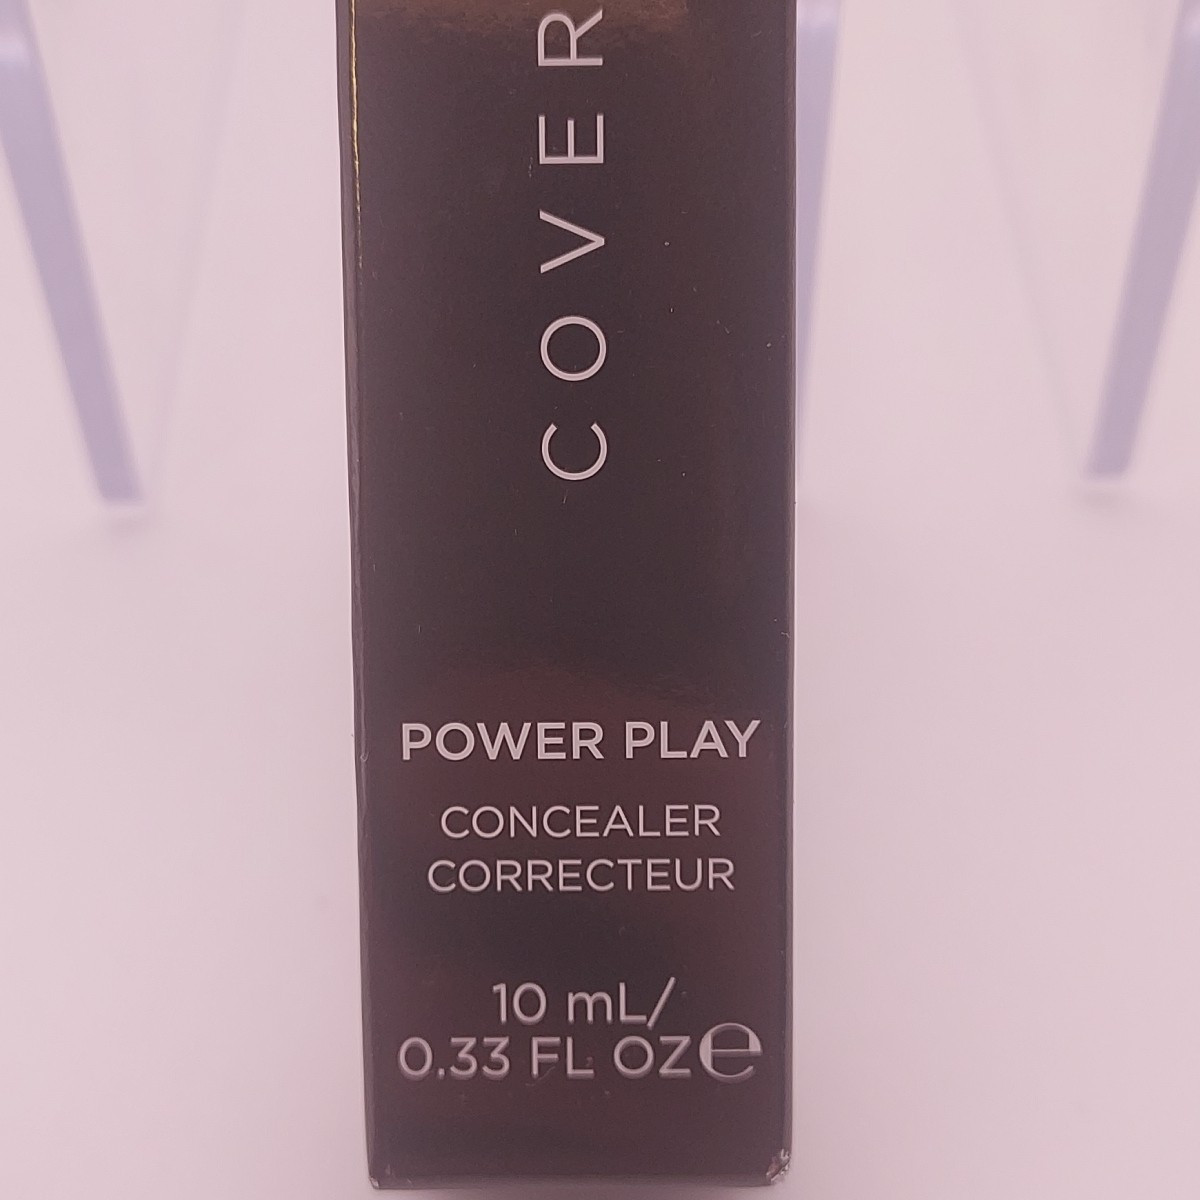 COVER
POWER PLAY
CONCEALER
CORRECTEUR
10 mL/
0.33 FL OZ ℮